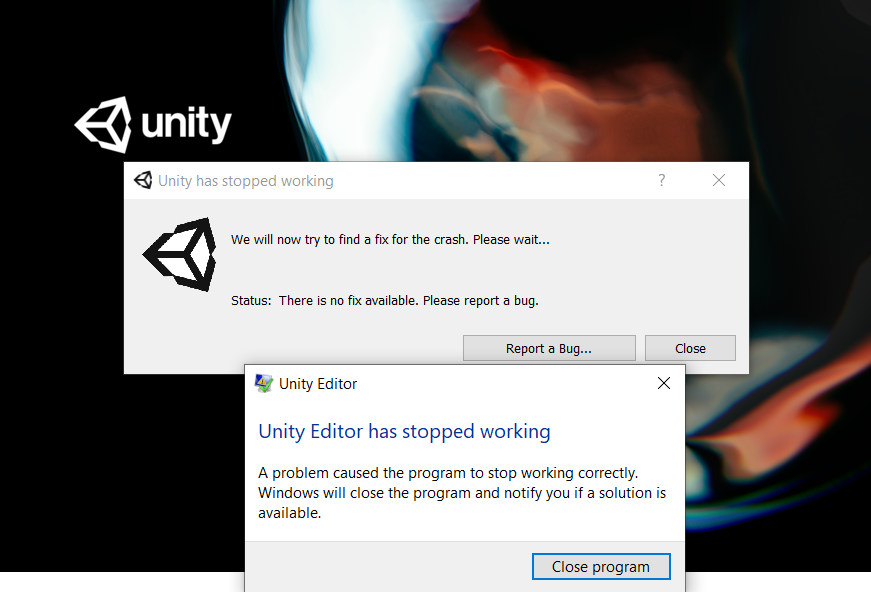 unity
Unity has stopped working
?
We will now try to find a fix for the crash. Please wait...
Status:  There is no fix available. Please report a bug.
Report a Bug...
Close
Unity Editor
Unity Editor has stopped working
A problem caused the program to stop working correctly.
Windows will close the program and notify you if a solution is
available.
Close program